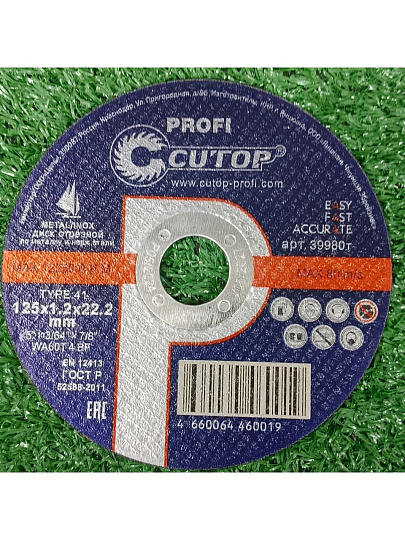 PROFI
CUTOP®
www.cutop-profi.com
EASY
FAST
ACCURATE
арт. 39980т
METAL/INOX
диск отрезной
по металлу и нерж. стали
MAX 80 m/s
TYPE 41
125x1.2x22.2
mm
WA60T 4 BF
EN 12413
ГОСТ Р
52588-2011
EAC
4 660064 460019